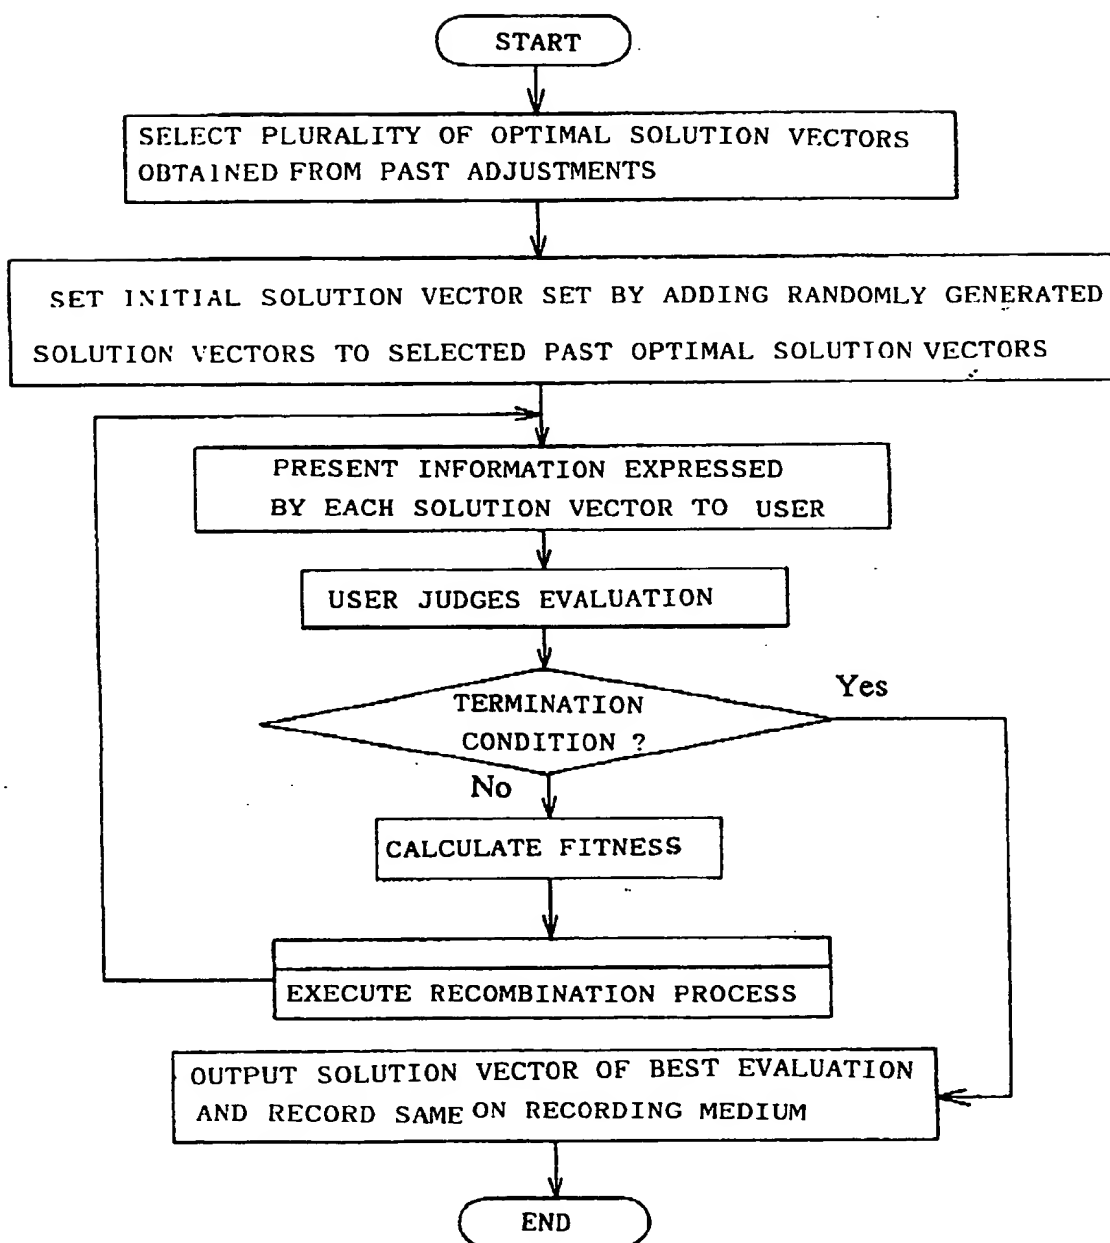 START
SELECT PLURALITY OF OPTIMAL SOLUTION VECTORS
OBTAINED FROM PAST ADJUSTMENTS
SET INITIAL SOLUTION VECTOR SET BY ADDING RANDOMLY GENERATED
SOLUTION VECTORS TO SELECTED PAST OPTIMAL SOLUTION VECTORS
PRESENT INFORMATION EXPRESSED
BY EACH SOLUTION VECTOR TO USER
USER JUDGES EVALUATION
TERMINATION
CONDITION ?
Yes
No
CALCULATE FITNESS
EXECUTE RECOMBINATION PROCESS
OUTPUT SOLUTION VECTOR OF BEST EVALUATION
AND RECORD SAME ON RECORDING MEDIUM
END